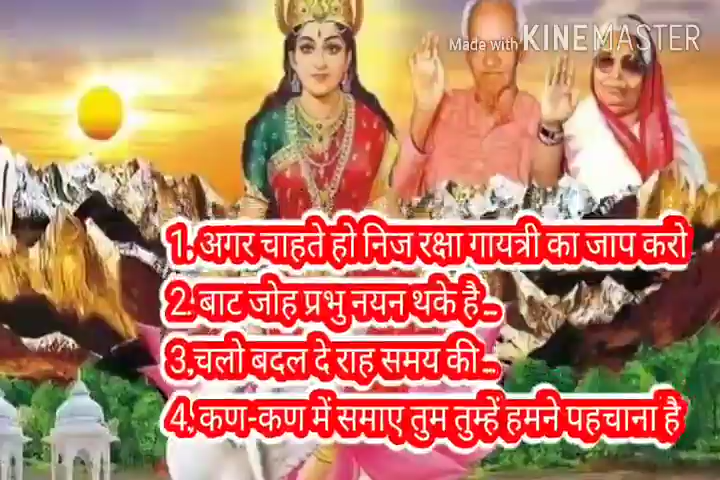 Made with KINEMASTER
1. अगर चाहते हो निज रक्षा गायत्री का जाप करो
2. बाट जोह प्रभु नयन थके है..
3. चलो बदल दे राह समय की ..
4. कण-कण में समाए तुम तुम्हें हमने पहचाना है